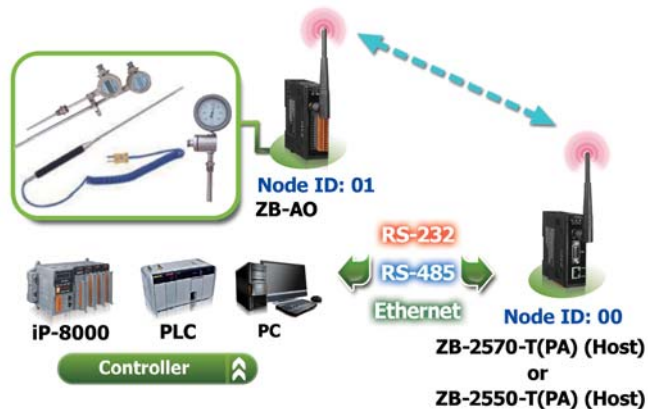 Node ID: 01
ZB-AO
RS-232
RS-485
Ethernet
iP-8000
PLC
PC
Controller
Node ID: 00
ZB-2570-T(PA) (Host)
or
ZB-2550-T(PA) (Host)